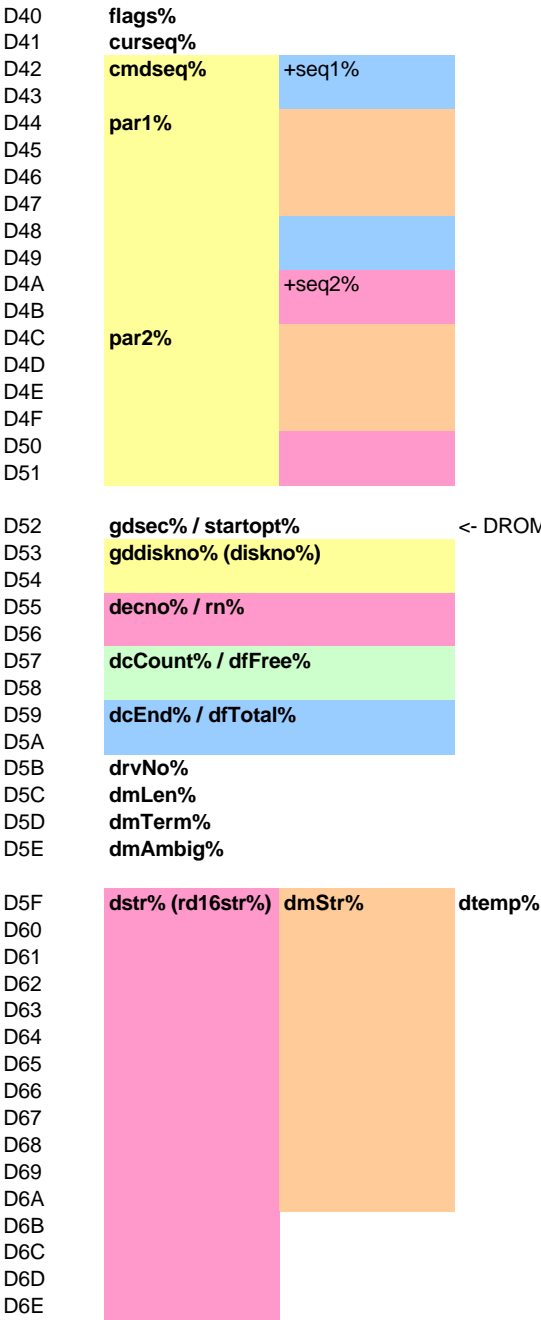 D40 flags%
D41 curseq%
D42 cmdseq% +seq1%
D43
D44 par1%
D45
D46
D47
D48
D49
D4A +seq2%
D4B
D4C par2%
D4D
D4E
D4F
D50
D51
D52 gdsec% / startopt% <- DROM
D53 gddiskno% (diskno%)
D54
D55 decno% / rn%
D56
D57 dcCount% / dfFree%
D58
D59 dcEnd% / dfTotal%
D5A
D5B drvNo%
D5C dmLen%
D5D dmTerm%
D5E dmAmbig%
D5F dstr% (rd16str%) dmStr% dtemp%
D60
D61
D62
D63
D64
D65
D66
D67
D68
D69
D6A
D6B
D6C
D6D
D6E